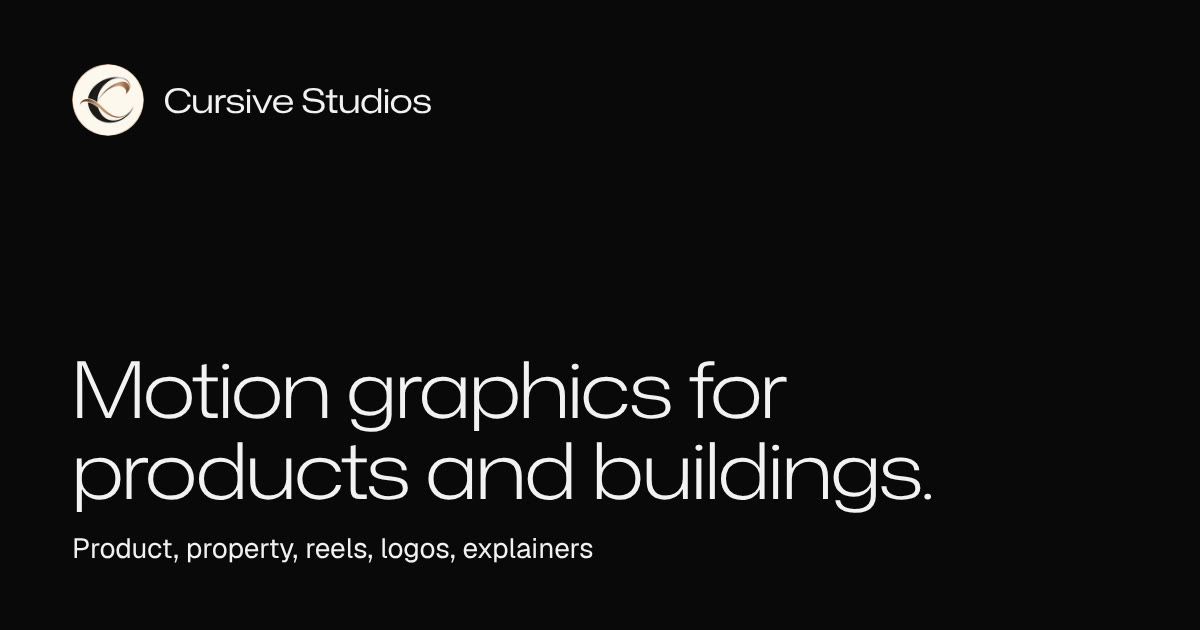 Cursive Studios
Motion graphics for
products and buildings.
Product, property, reels, logos, explainers